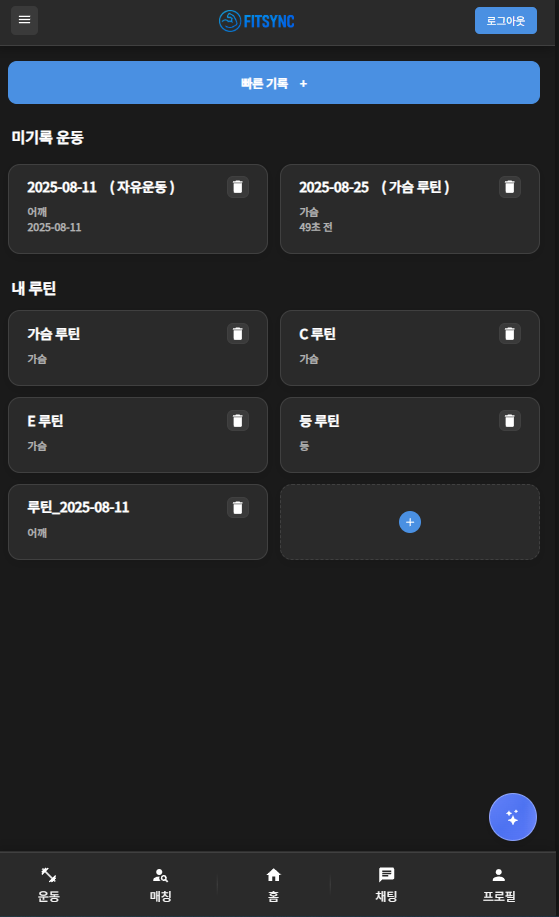 FITSYNC
로그아웃
빠른 기록 +
미기록 운동
2025-08-11 ( 자유운동 )
어깨
2025-08-11
2025-08-25 ( 가슴 루틴 )
가슴
49초 전
내 루틴
가슴 루틴
가슴
C 루틴
가슴
E 루틴
가슴
등 루틴
등
루틴_2025-08-11
어깨
+
운동
매칭
홈
채팅
프로필